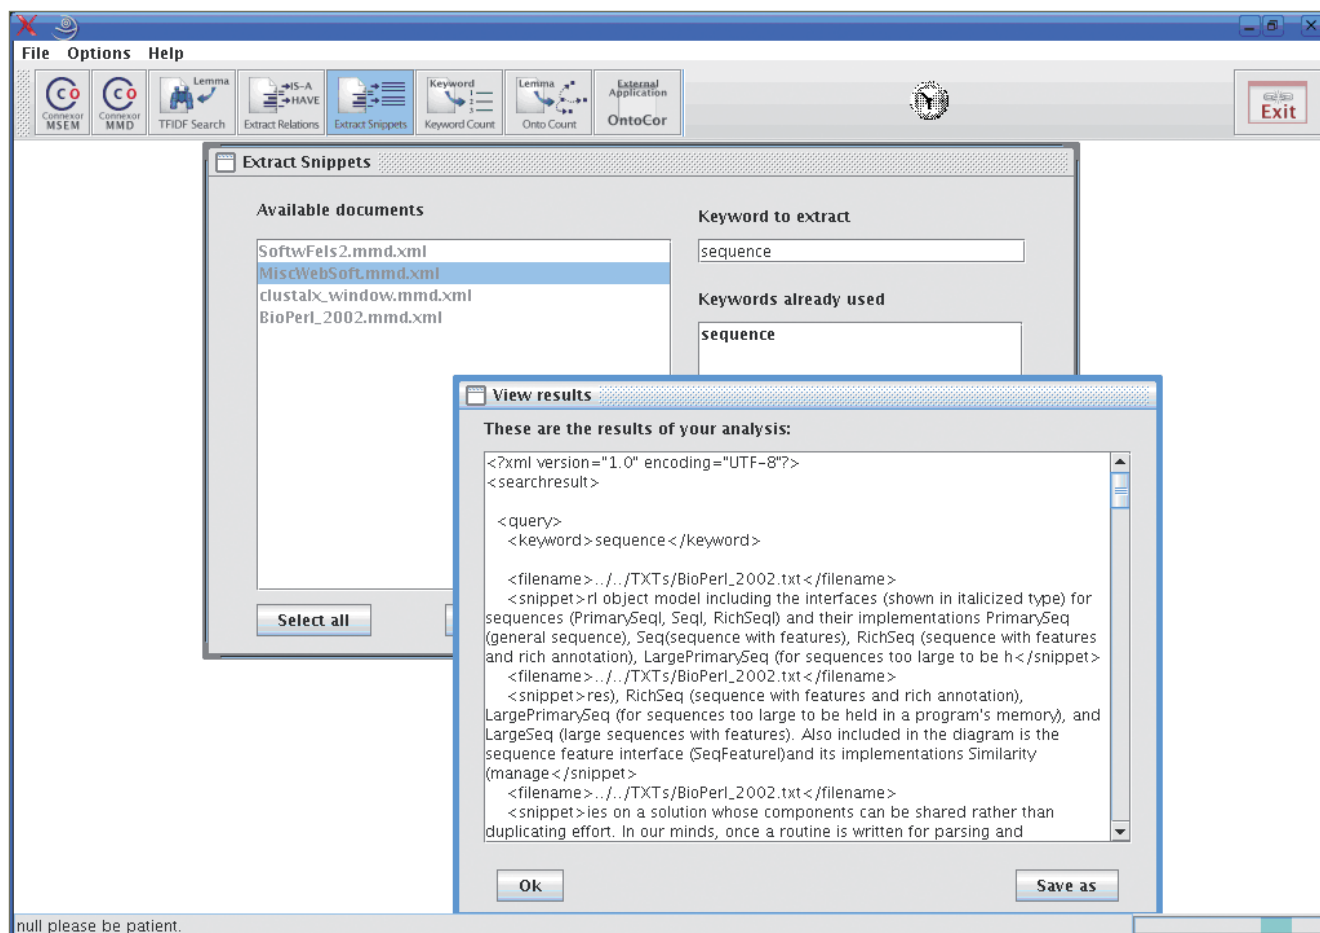 File Options Help
Connexor MSEM
Connexor MMD
Lemma
TFIDF Search
IS-A
HAVE
Extract Relations
Extract Snippets
Keyword
1
2
3
Keyword Count
Lemma
Onto Count
External
Application
OntoCor
Exit
Extract Snippets
Available documents
SoftwFels2.mmd.xml
MiscWebSoft.mmd.xml
clustalx_window.mmd.xml
BioPerl_2002.mmd.xml
Select all
Keyword to extract
sequence
Keywords already used
sequence
View results
These are the results of your analysis:
<?xml version="1.0" encoding="UTF-8"?>
<searchresult>
<query>
<keyword>sequence</keyword>
<filename>../../TXTs/BioPerl_2002.txt</filename>
<snippet>rl object model including the interfaces (shown in italicized type) for
sequences (PrimarySeqI, SeqI, RichSeqI) and their implementations PrimarySeq
(general sequence), Seq(sequence with features), RichSeq (sequence with features
and rich annotation), LargePrimarySeq (for sequences too large to be h</snippet>
<filename>../../TXTs/BioPerl_2002.txt</filename>
<snippet>res), RichSeq (sequence with features and rich annotation),
LargePrimarySeq (for sequences too large to be held in a program's memory), and
LargeSeq (large sequences with features). Also included in the diagram is the
sequence feature interface (SeqFeatureI)and its implementations Similarity
(manage</snippet>
<filename>../../TXTs/BioPerl_2002.txt</filename>
<snippet>ies on a solution whose components can be shared rather than
duplicating effort. In our minds, once a routine is written for parsing and
Ok
Save as
null please be patient.